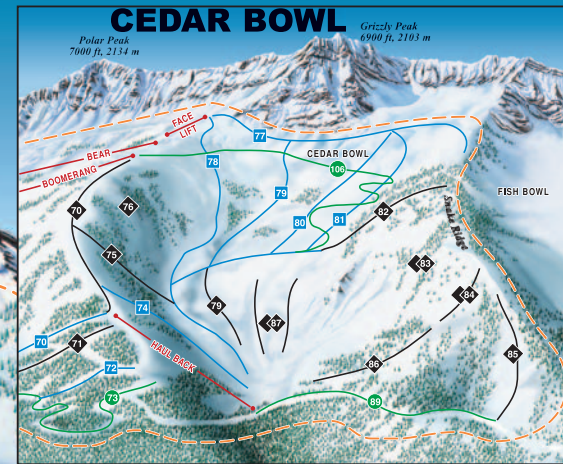 CEDAR BOWL
Polar Peak
7000 ft, 2134 m
Grizzly Peak
6900 ft, 2103 m
FACE
LIFT
77
BEAR
78
CEDAR BOWL
BOOMERANG
106
FISH BOWL
79
70
76
80
81
82
Snake Ridge
75
83
84
74
79
87
70
71
HAUL BACK
85
72
86
73
89